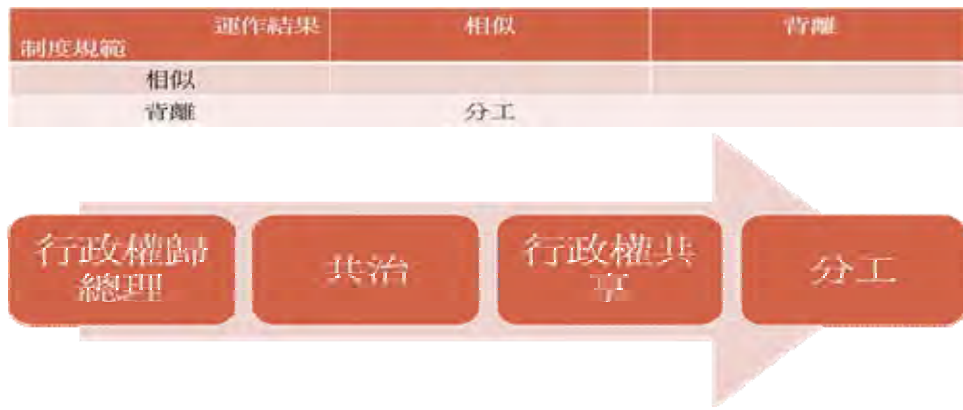 運作結果 相似 背離
制度規範
相似
背離 分工
行政權歸
總理
共治
行政權共
享
分工